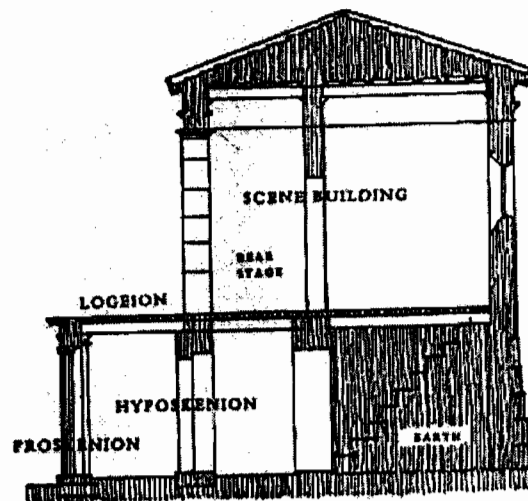 SCENE BUILDING
REAR
STAGE
LOGEION
HYPOSKENION
EARTH
PROSKENION